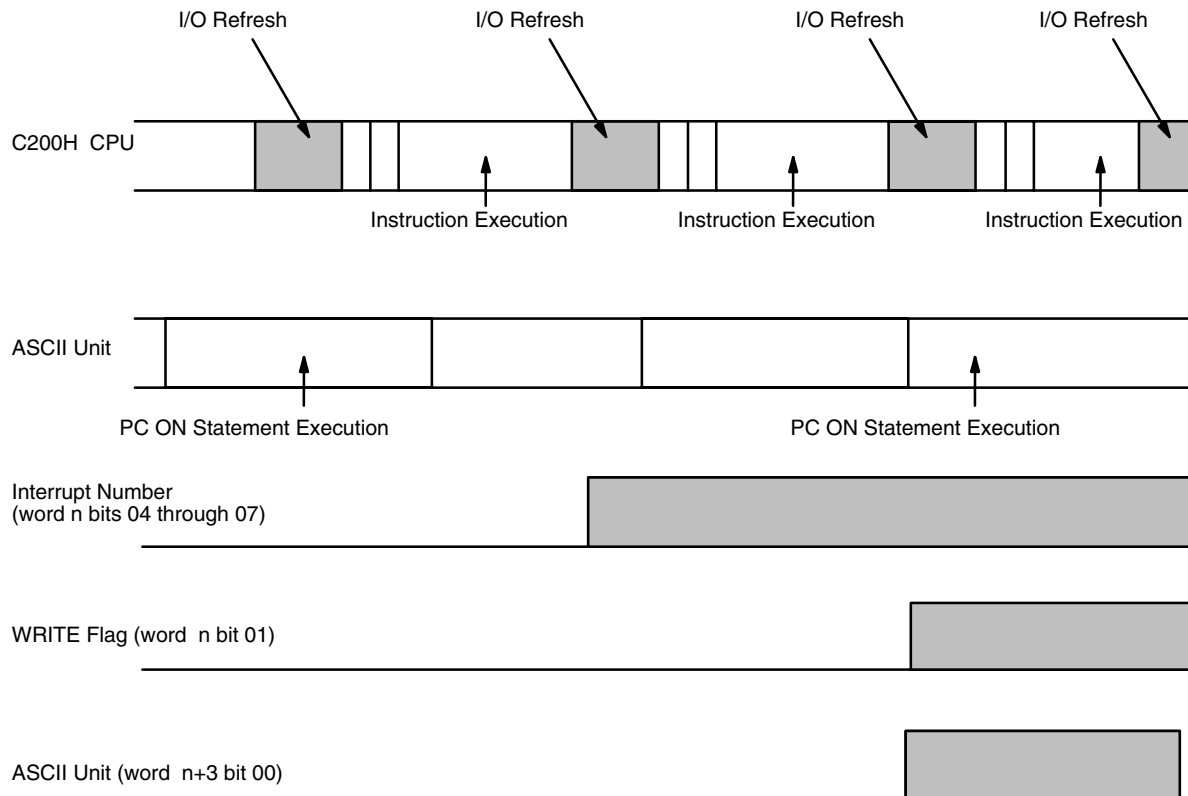 I/O Refresh
I/O Refresh
I/O Refresh
I/O Refresh
C200H CPU
Instruction Execution
Instruction Execution
Instruction Execution
ASCII Unit
PC ON Statement Execution
PC ON Statement Execution
Interrupt Number
(word n bits 04 through 07)
WRITE Flag (word n bit 01)
ASCII Unit (word n+3 bit 00)